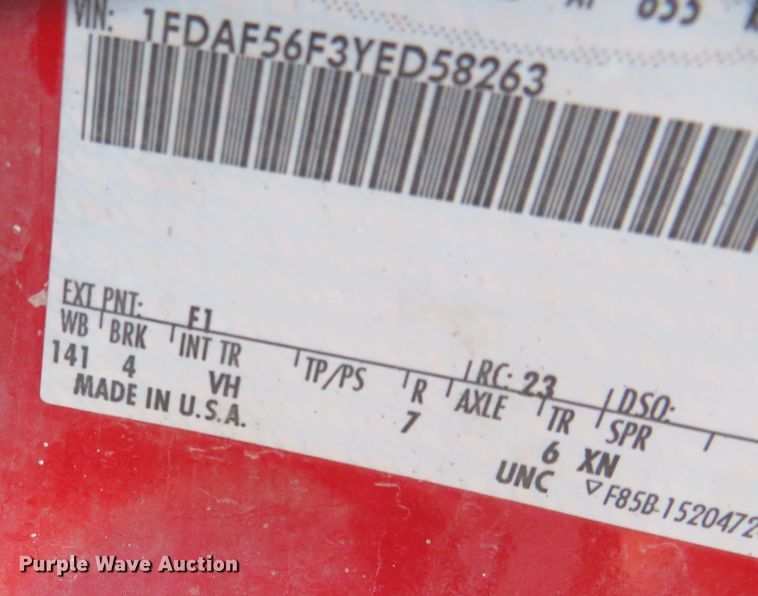 VIN: 1FDAF56F3YED58263
EXT PNT: F1 RC: 23 DSO:
WB BRK INT TR TP/PS R AXLE TR SPR
141 4 VH 7 6 XN
MADE IN U.S.A. UNC ▽F85B-1520472-
Purple Wave Auction